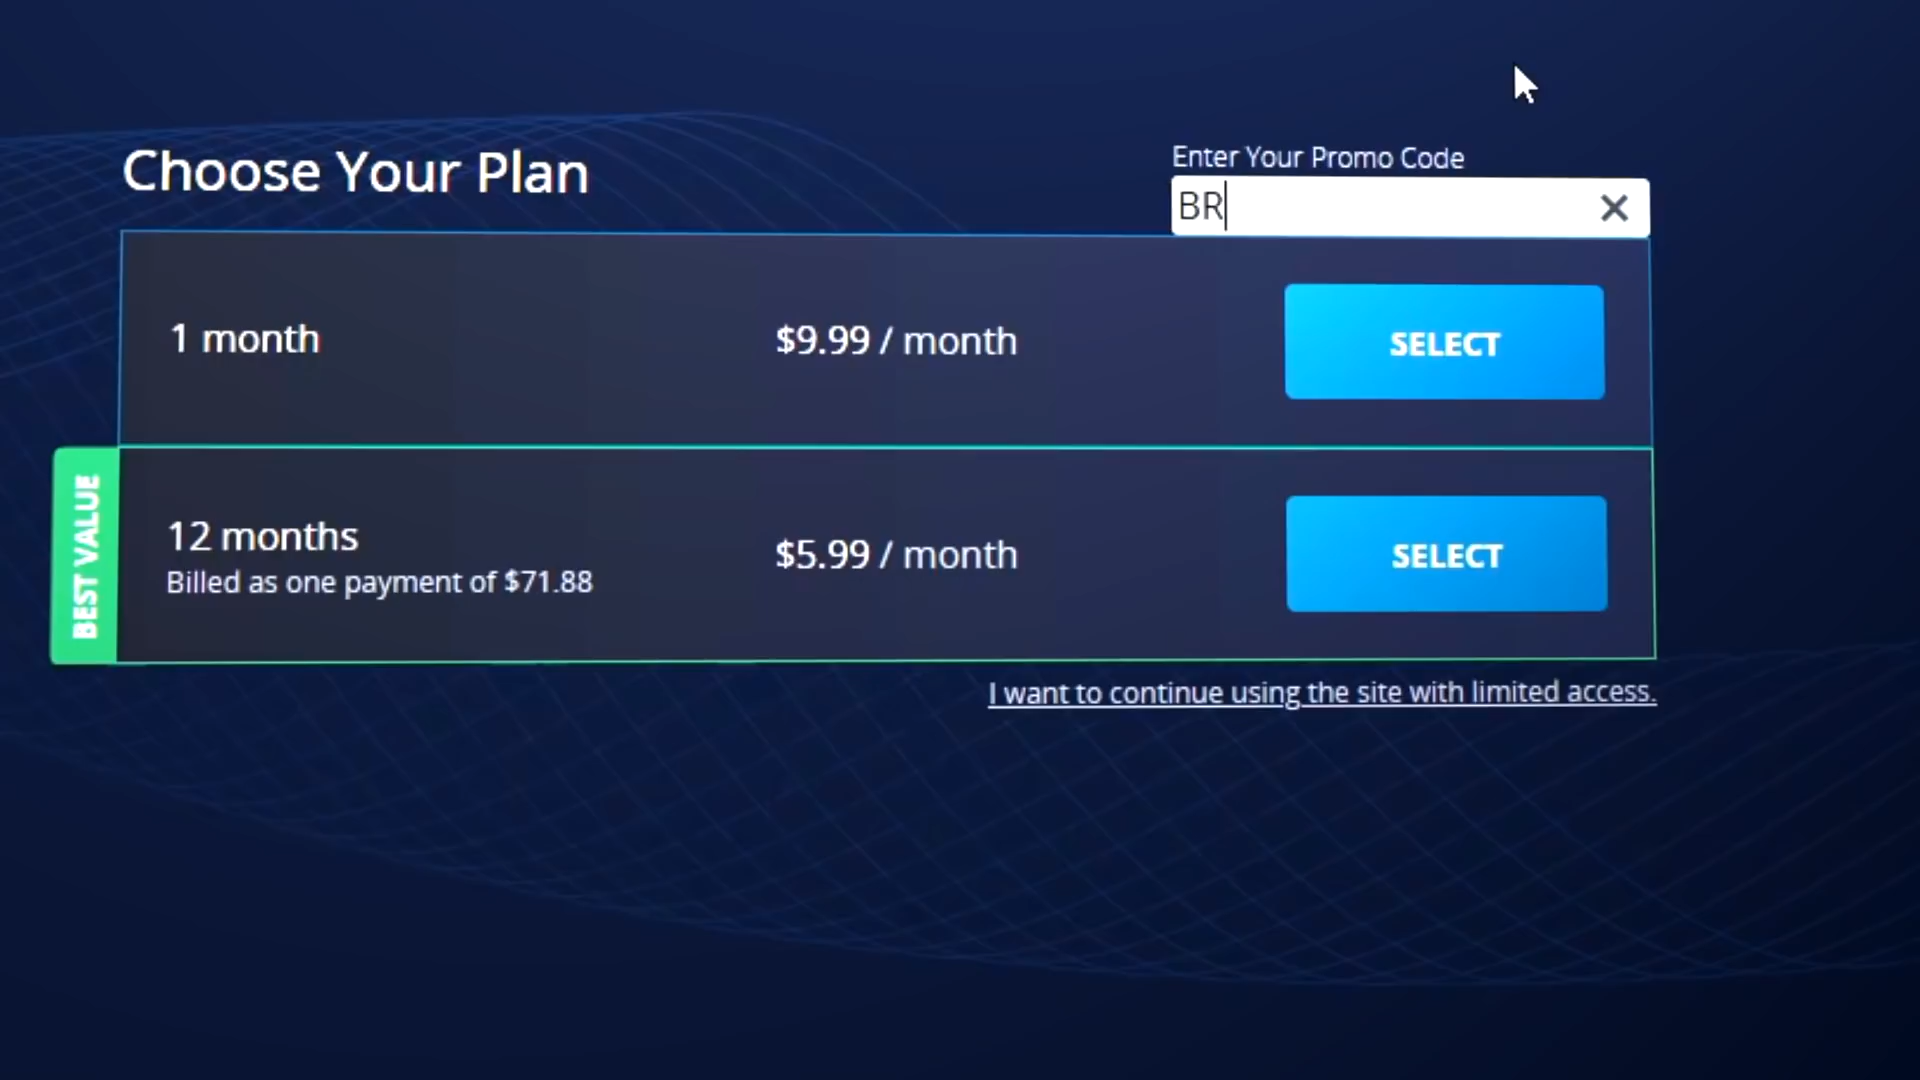 Choose Your Plan
Enter Your Promo Code
BR
1 month
$9.99 / month
SELECT
BEST VALUE
12 months
Billed as one payment of $71.88
$5.99 / month
SELECT
I want to continue using the site with limited access.